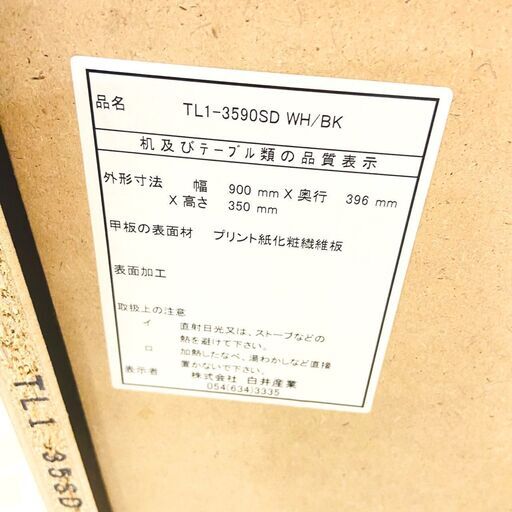 品名 TL1-3590SD WH/BK
机及びテーブル類の品質表示
外形寸法 幅 900 mm X 奥行 396 mm
X 高さ 350 mm
甲板の表面材 プリント紙化粧繊維板
表面加工
取扱上の注意
イ 直射日光又は、ストーブなどの
熱を避けて下さい。
ロ 加熱したなべ、湯わかしなど直接
置かないで下さい。
表示者 株式会社 白井産業
054(634)3335
TL1-35SD